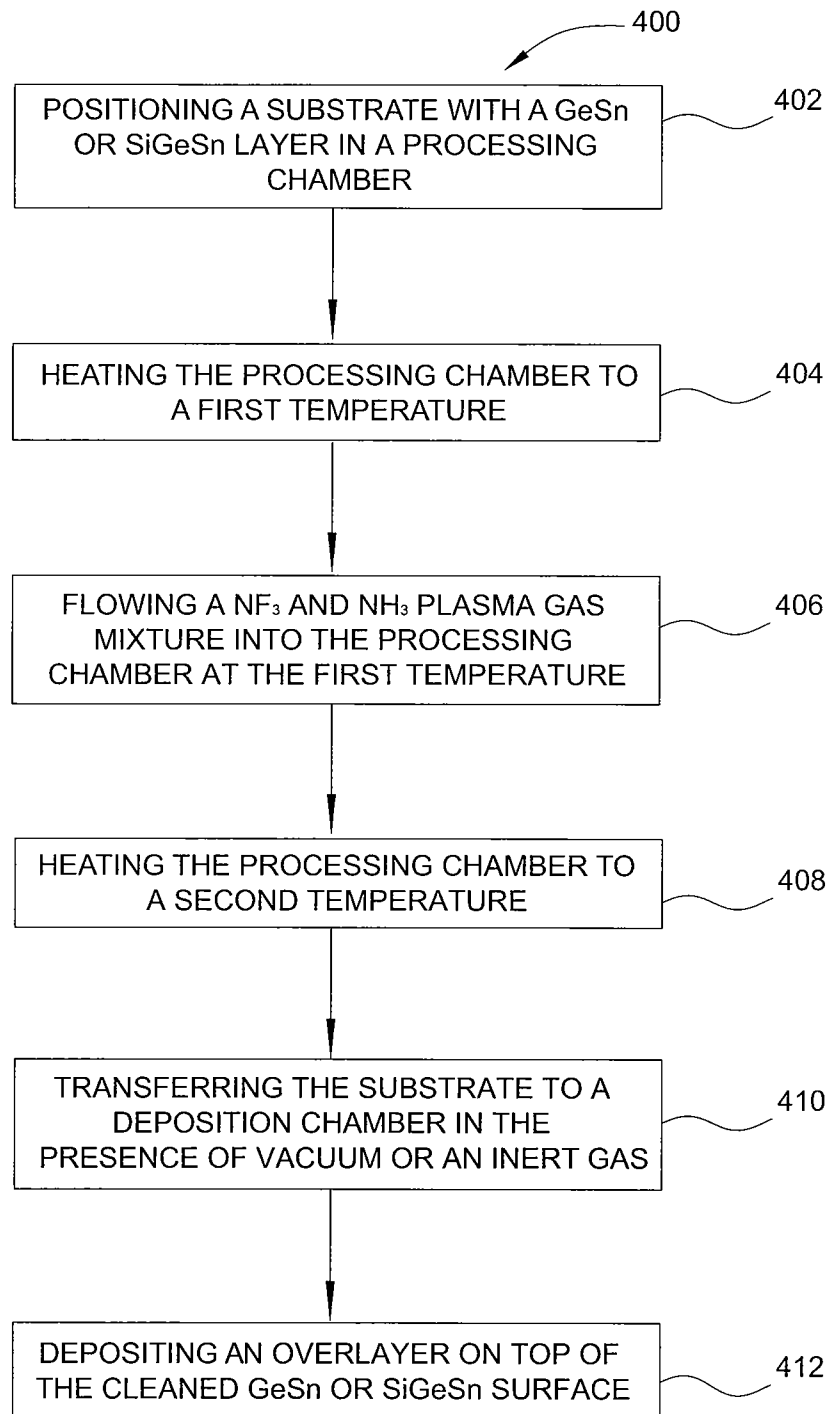 400
POSITIONING A SUBSTRATE WITH A GeSn
OR SiGeSn LAYER IN A PROCESSING
CHAMBER
402
HEATING THE PROCESSING CHAMBER TO
A FIRST TEMPERATURE
404
FLOWING A NF₃ AND NH₃ PLASMA GAS
MIXTURE INTO THE PROCESSING
CHAMBER AT THE FIRST TEMPERATURE
406
HEATING THE PROCESSING CHAMBER TO
A SECOND TEMPERATURE
408
TRANSFERRING THE SUBSTRATE TO A
DEPOSITION CHAMBER IN THE
PRESENCE OF VACUUM OR AN INERT GAS
410
DEPOSITING AN OVERLAYER ON TOP OF
THE CLEANED GeSn OR SiGeSn SURFACE
412